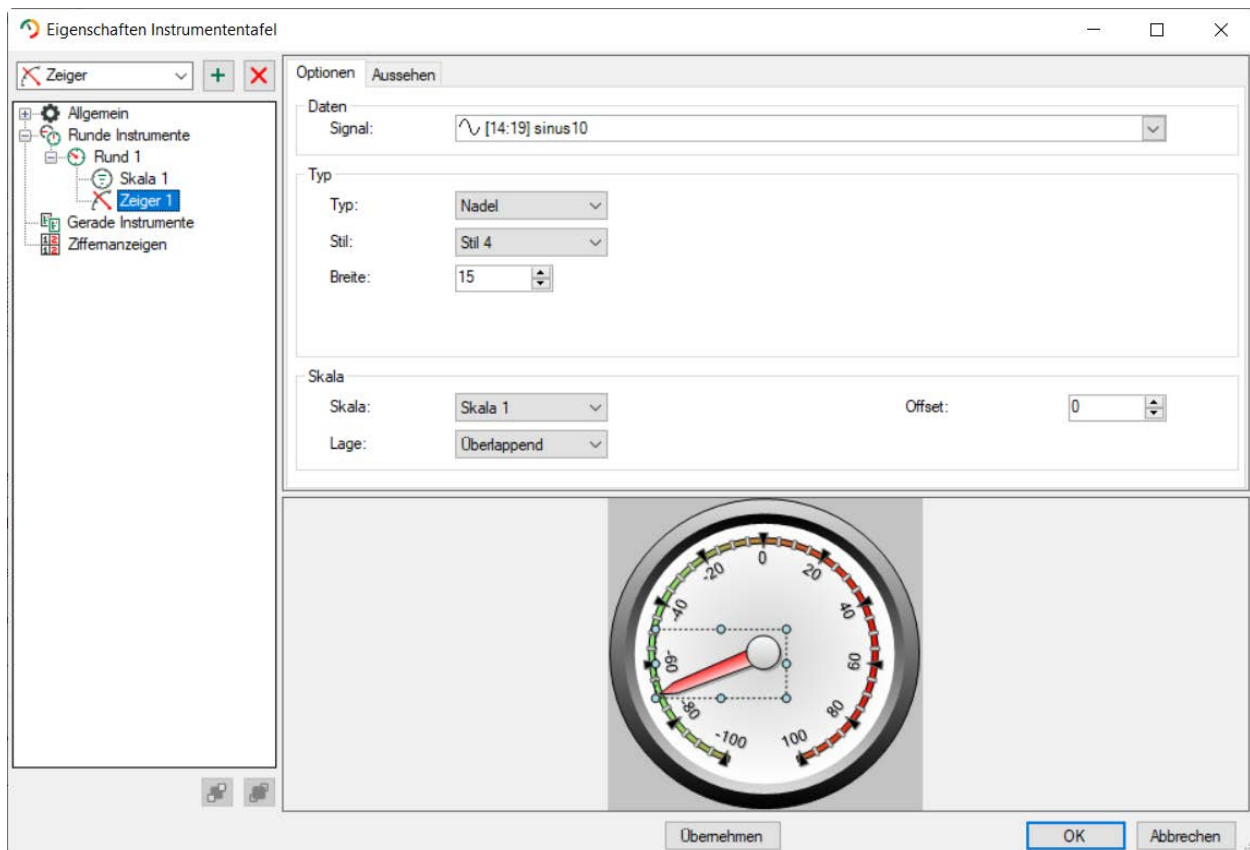 Eigenschaften Instrumententafel
Zeiger
Allgemein
Runde Instrumente
Rund 1
Skala 1
Zeiger 1
Gerade Instrumente
Ziffernanzeigen
Optionen Aussehen
Daten
Signal: [14:19] sinus10
Typ
Typ: Nadel
Stil: Stil 4
Breite: 15
Skala
Skala: Skala 1 Offset: 0
Lage: Überlappend
-100
-80
-60
-40
-20
0
20
40
60
80
100
Übernehmen OK Abbrechen